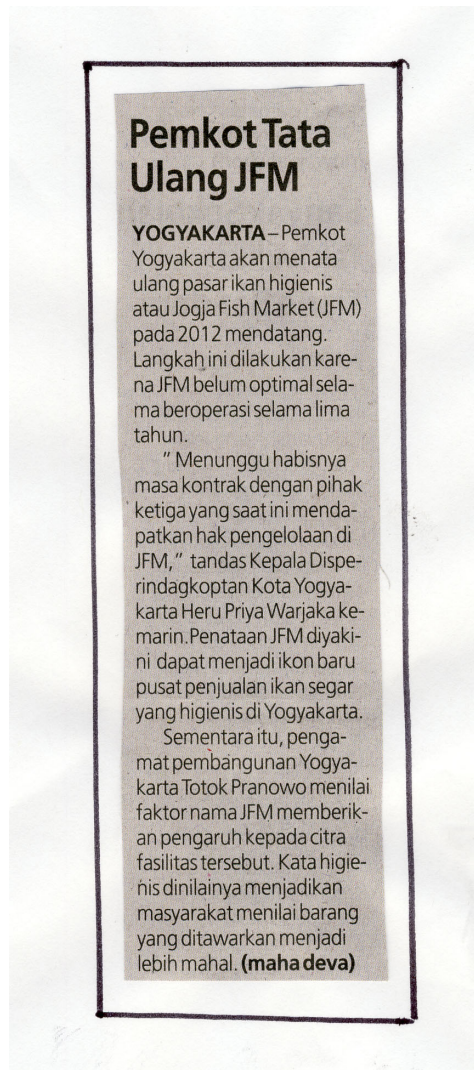 Pemkot Tata
Ulang JFM
YOGYAKARTA – Pemkot
Yogyakarta akan menata
ulang pasar ikan higienis
atau Jogja Fish Market (JFM)
pada 2012 mendatang.
Langkah ini dilakukan kare-
na JFM belum optimal sela-
ma beroperasi selama lima
tahun.
" Menunggu habisnya
masa kontrak dengan pihak
ketiga yang saat ini menda-
patkan hak pengelolaan di
JFM," tandas Kepala Dispe-
rindagkoptan Kota Yogya-
karta Heru Priya Warjaka ke-
marin. Penataan JFM diyaki-
ni dapat menjadi ikon baru
pusat penjualan ikan segar
yang higienis di Yogyakarta.
Sementara itu, penga-
mat pembangunan Yogya-
karta Totok Pranowo menilai
faktor nama JFM memberik-
an pengaruh kepada citra
fasilitas tersebut. Kata higie-
nis dinilainya menjadikan
masyarakat menilai barang
yang ditawarkan menjadi
lebih mahal. (maha deva)